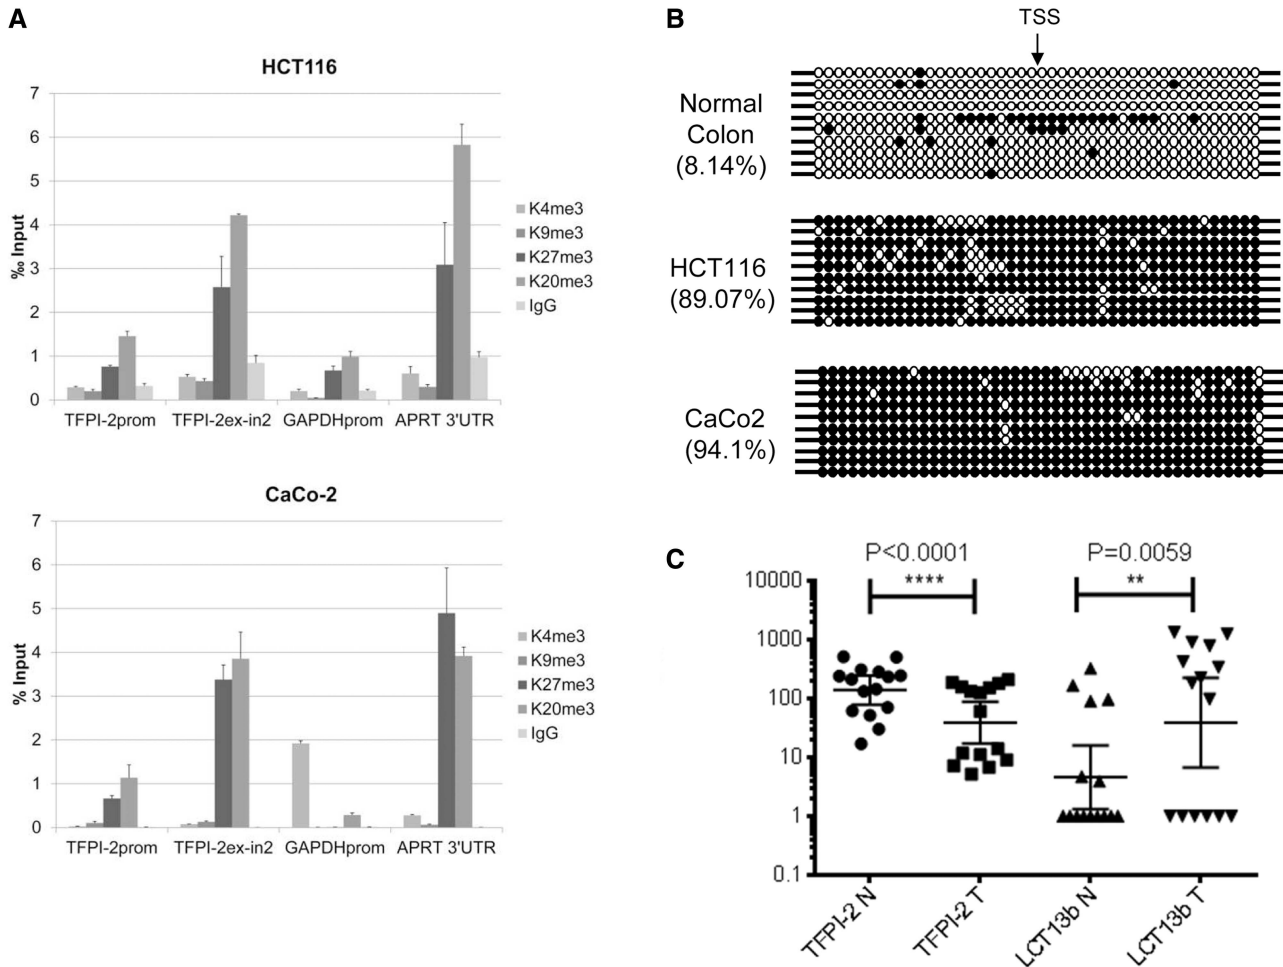 A
HCT116
7
6
5
4
3
2
1
0
‰ Input
TFPI-2prom
TFPI-2ex-in2
GAPDHprom
APRT 3'UTR
K4me3
K9me3
K27me3
K20me3
IgG
CaCo-2
7
6
5
4
3
2
1
0
% Input
TFPI-2prom
TFPI-2ex-in2
GAPDHprom
APRT 3'UTR
K4me3
K9me3
K27me3
K20me3
IgG
B
TSS
Normal
Colon
(8.14%)
HCT116
(89.07%)
CaCo2
(94.1%)
C
P<0.0001
P=0.0059
****
**
10000
1000
100
10
1
0.1
TFPI-2 N
TFPI-2 T
LCT13b N
LCT13b T